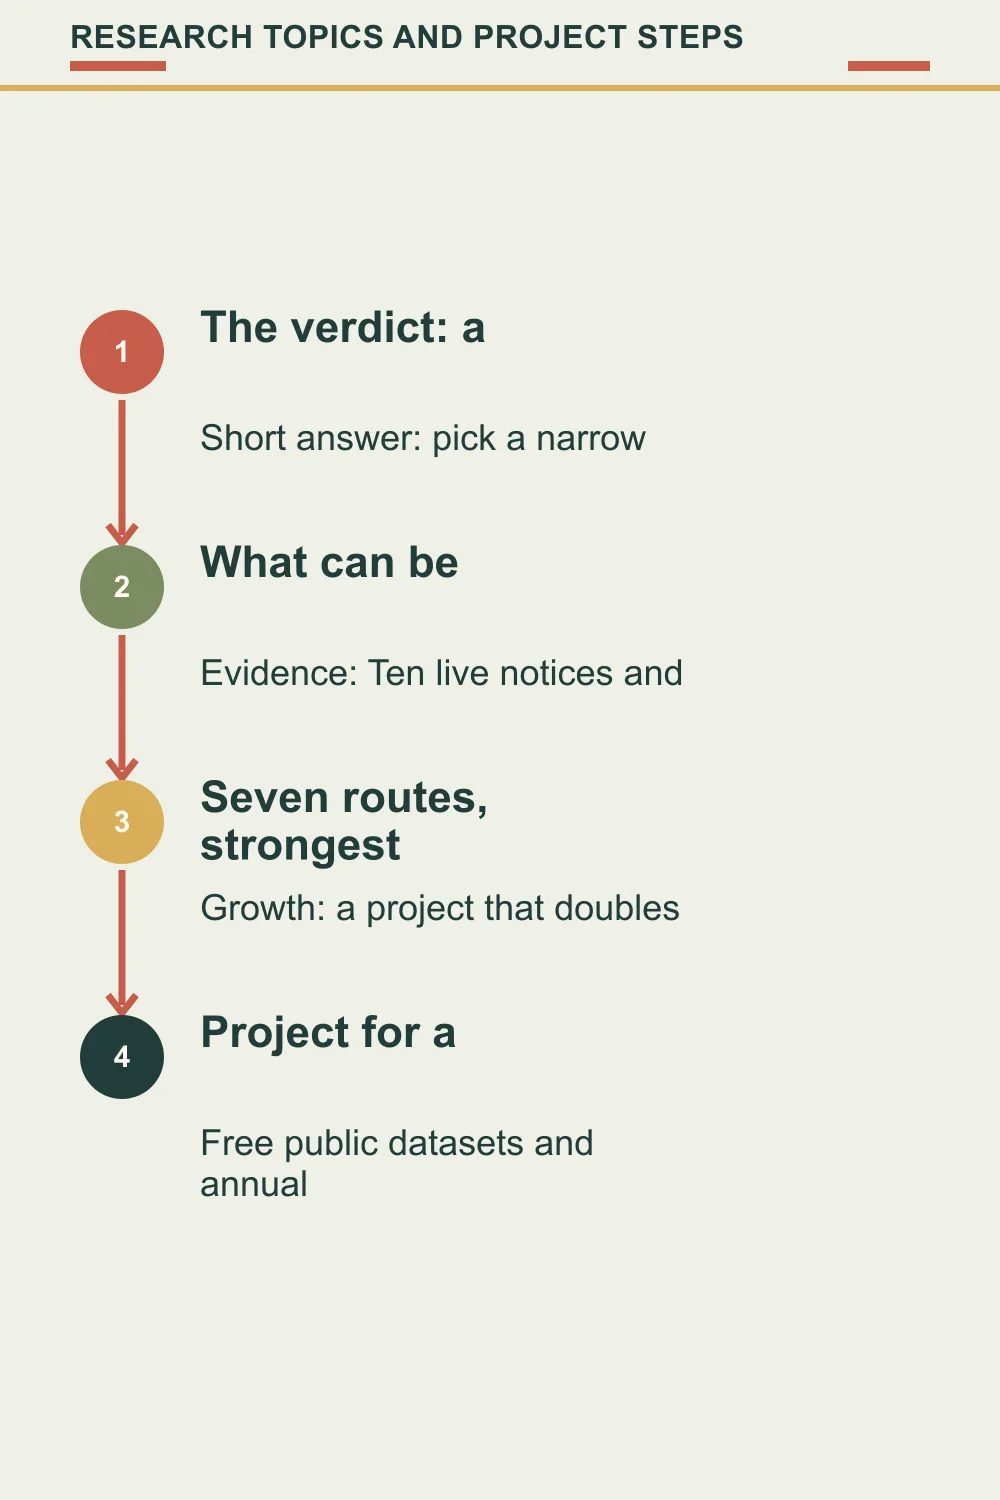 RESEARCH TOPICS AND PROJECT STEPS
1
The verdict: a
Short answer: pick a narrow
2
What can be
Evidence: Ten live notices and
3
Seven routes,
strongest
Growth: a project that doubles
4
Project for a
Free public datasets and
annual